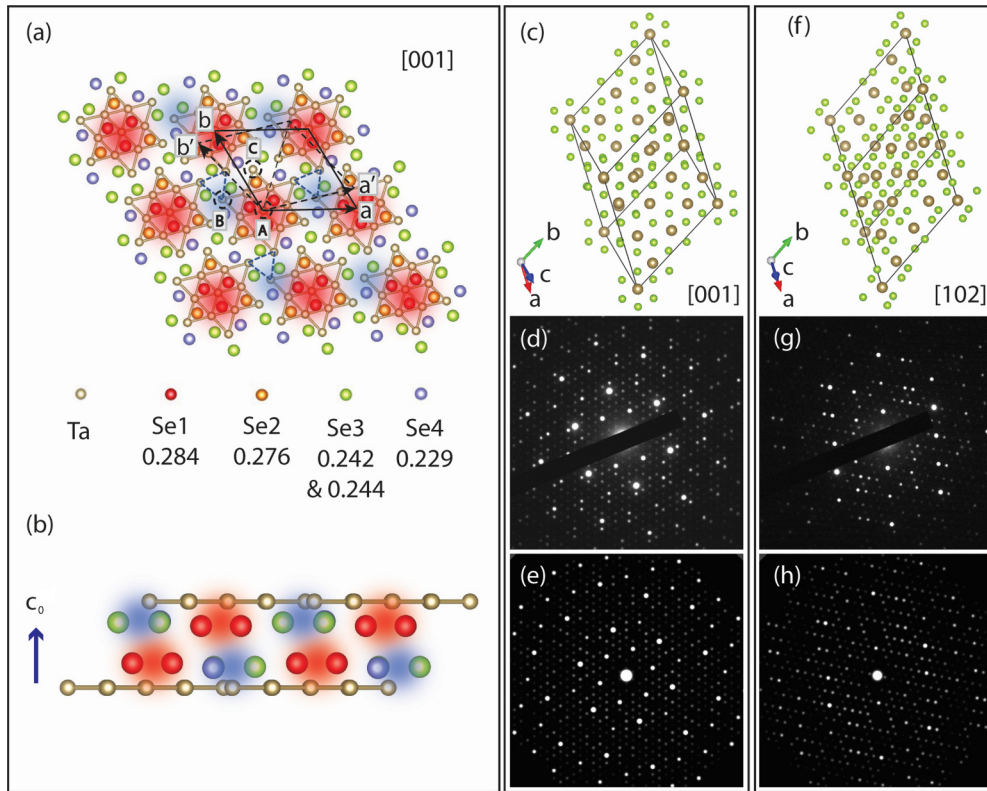 (a)
[001]
b
b'
c
a'
a
B
A
Ta
Se1
0.284
Se2
0.276
Se3
0.242
& 0.244
Se4
0.229
(b)
c₀
(c)
b
c
a
[001]
(d)
(e)
(f)
b
c
a
[102]
(g)
(h)